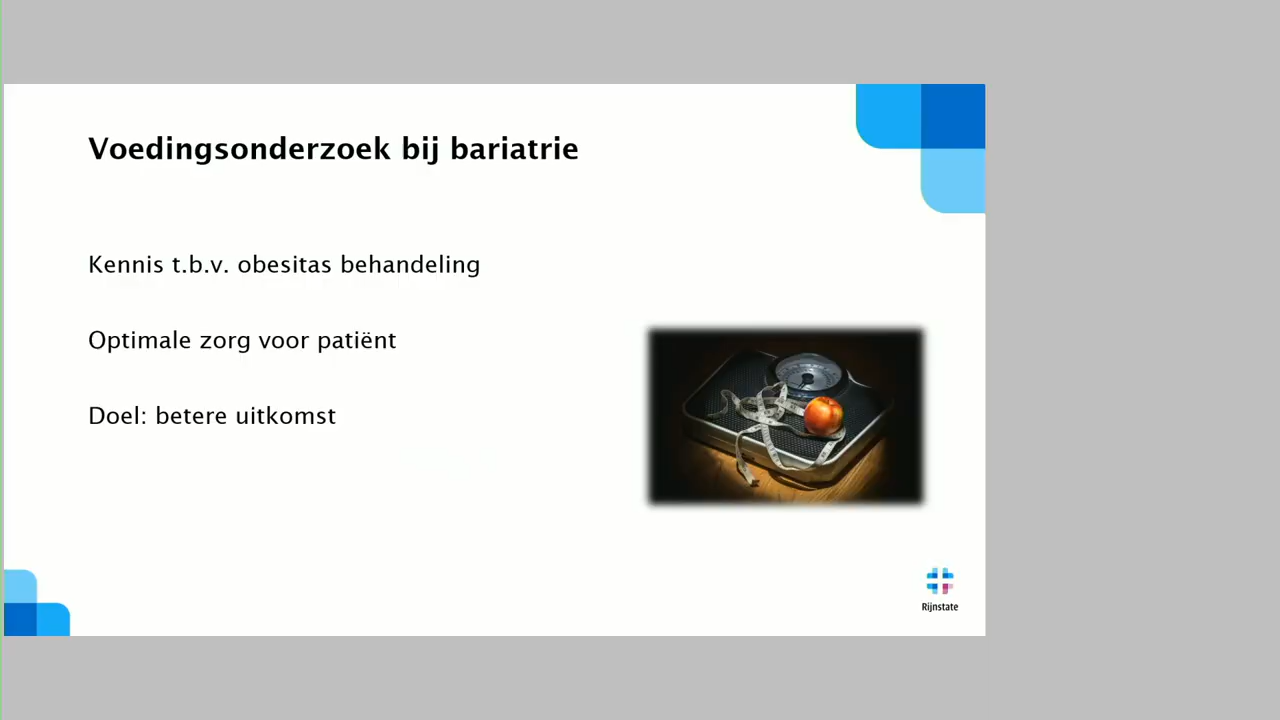 Voedingsonderzoek bij bariatrie
Kennis t.b.v. obesitas behandeling
Optimale zorg voor patiënt
Doel: betere uitkomst
Rijnstate